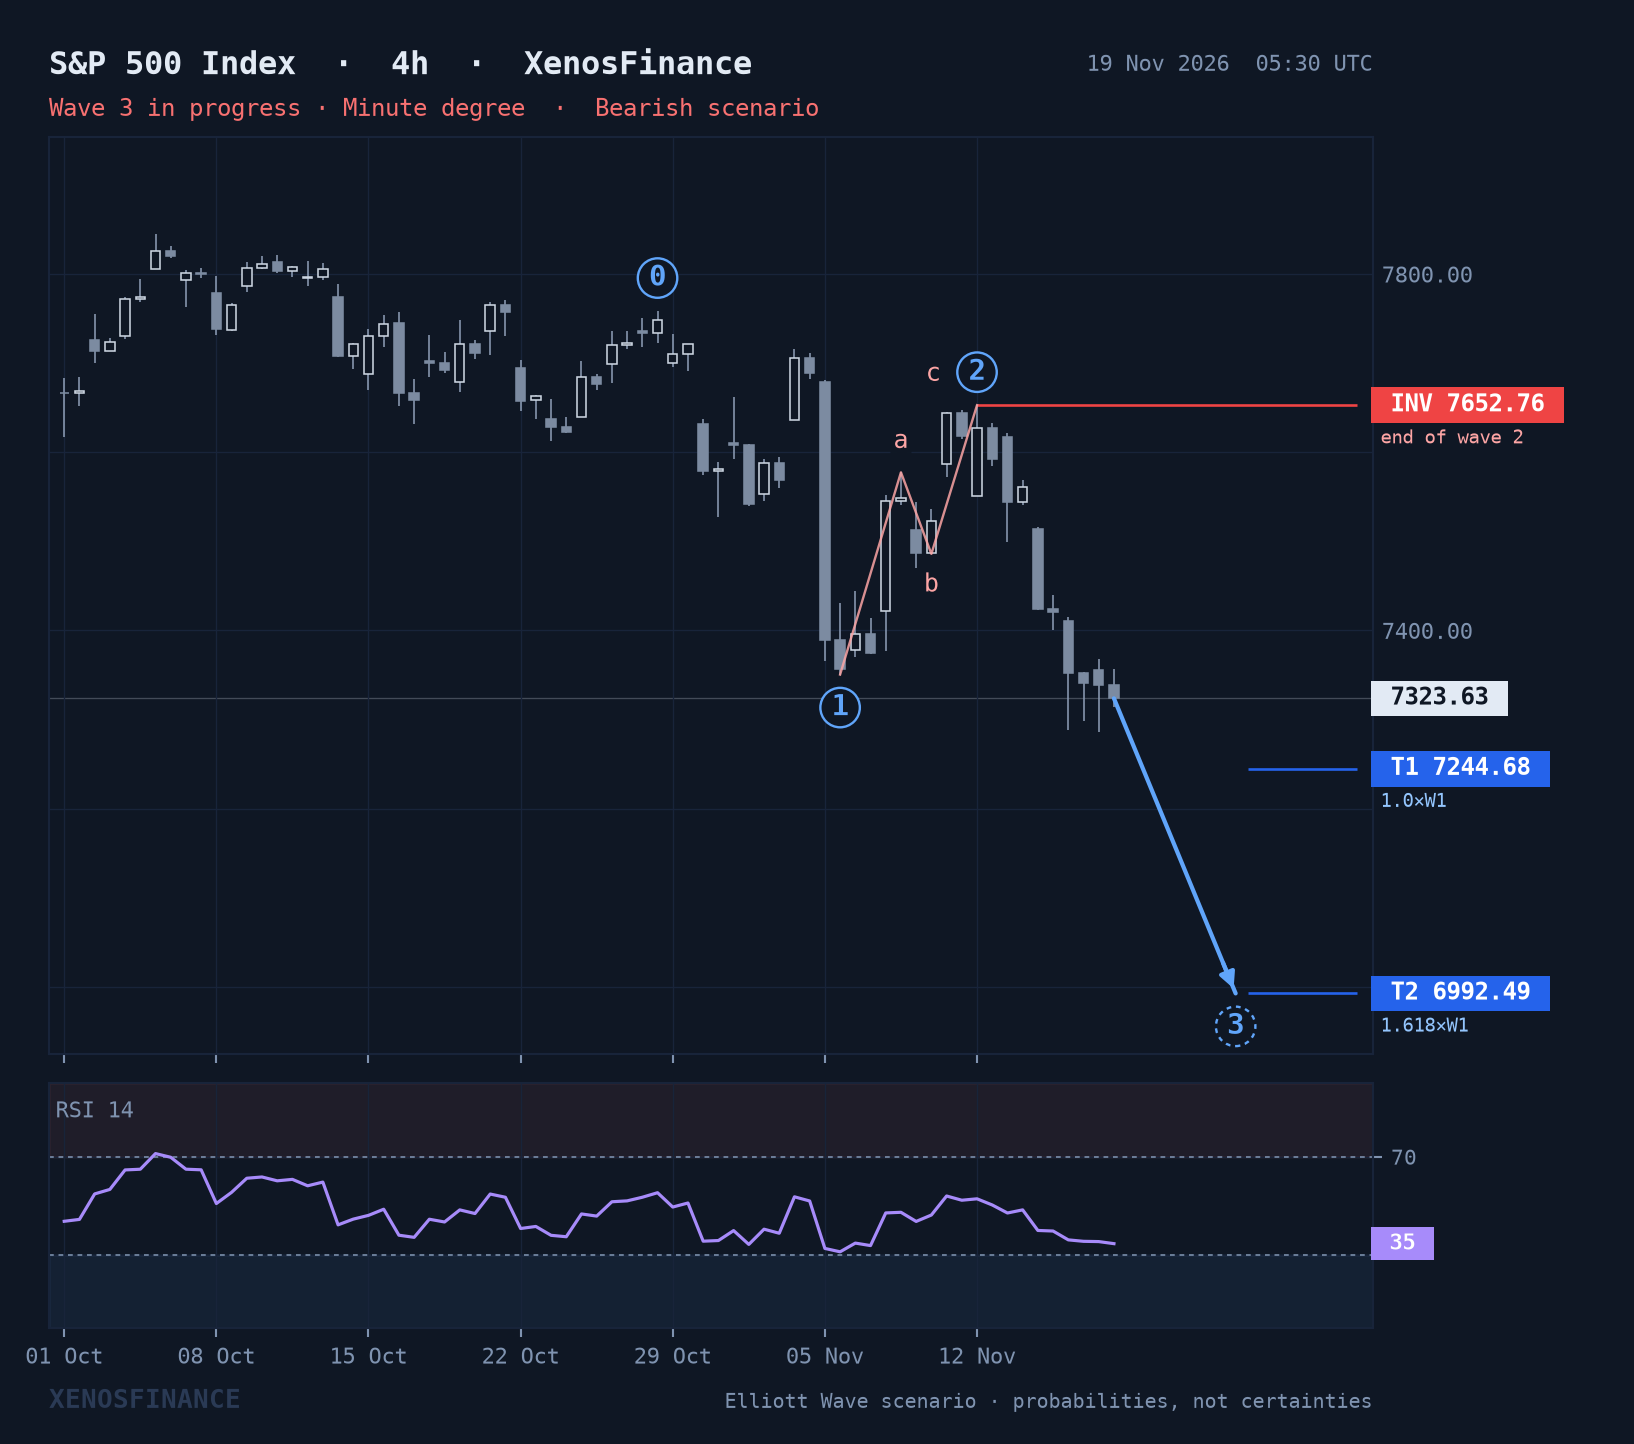 S&P 500 Index · 4h · XenosFinance
19 Nov 2026 05:30 UTC
Wave 3 in progress · Minute degree · Bearish scenario
0
7800.00
c
2
INV 7652.76
end of wave 2
a
b
7400.00
1
7323.63
T1 7244.68
1.0×W1
T2 6992.49
3
1.618×W1
RSI 14
70
35
01 Oct
08 Oct
15 Oct
22 Oct
29 Oct
05 Nov
12 Nov
XENOSFINANCE
Elliott Wave scenario · probabilities, not certainties